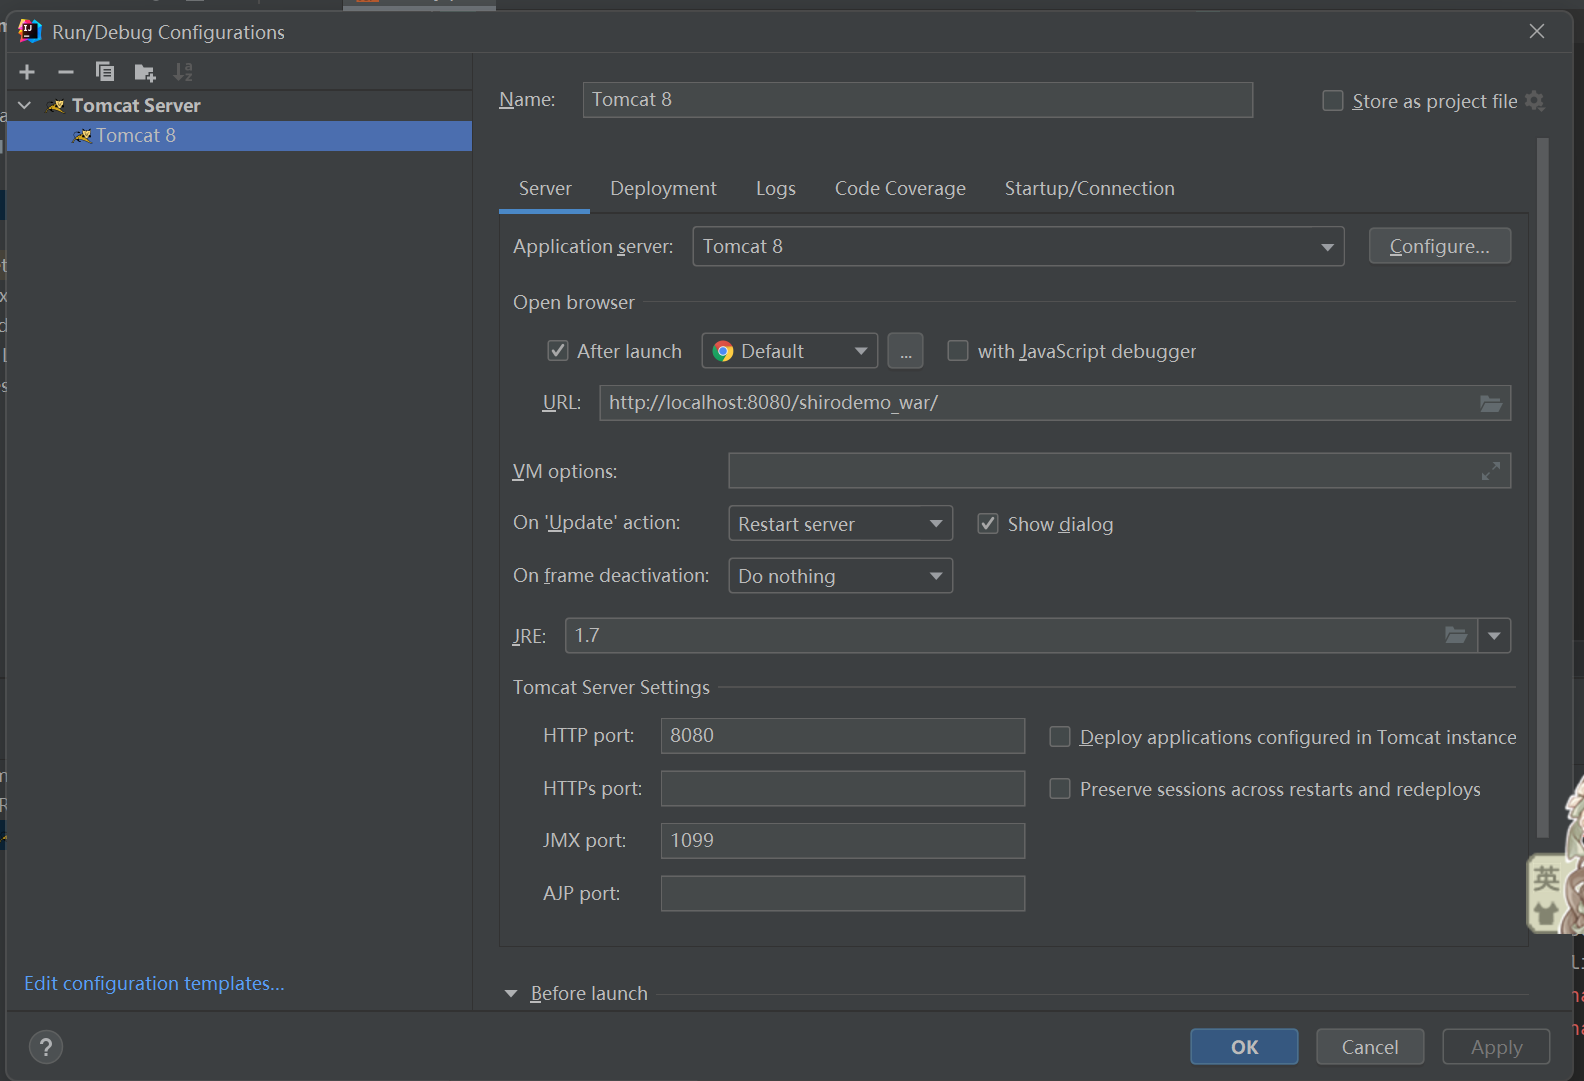 Run/Debug Configurations
Tomcat Server
Tomcat 8
Name: Tomcat 8 Store as project file
Server Deployment Logs Code Coverage Startup/Connection
Application server: Tomcat 8 Configure...
Open browser
After launch Default ... with JavaScript debugger
URL: http://localhost:8080/shirodemo_war/
VM options:
On 'Update' action: Restart server Show dialog
On frame deactivation: Do nothing
JRE: 1.7
Tomcat Server Settings
HTTP port: 8080 Deploy applications configured in Tomcat instance
HTTPs port: Preserve sessions across restarts and redeploys
JMX port: 1099
英
AJP port:
Edit configuration templates...
Before launch
? OK Cancel Apply